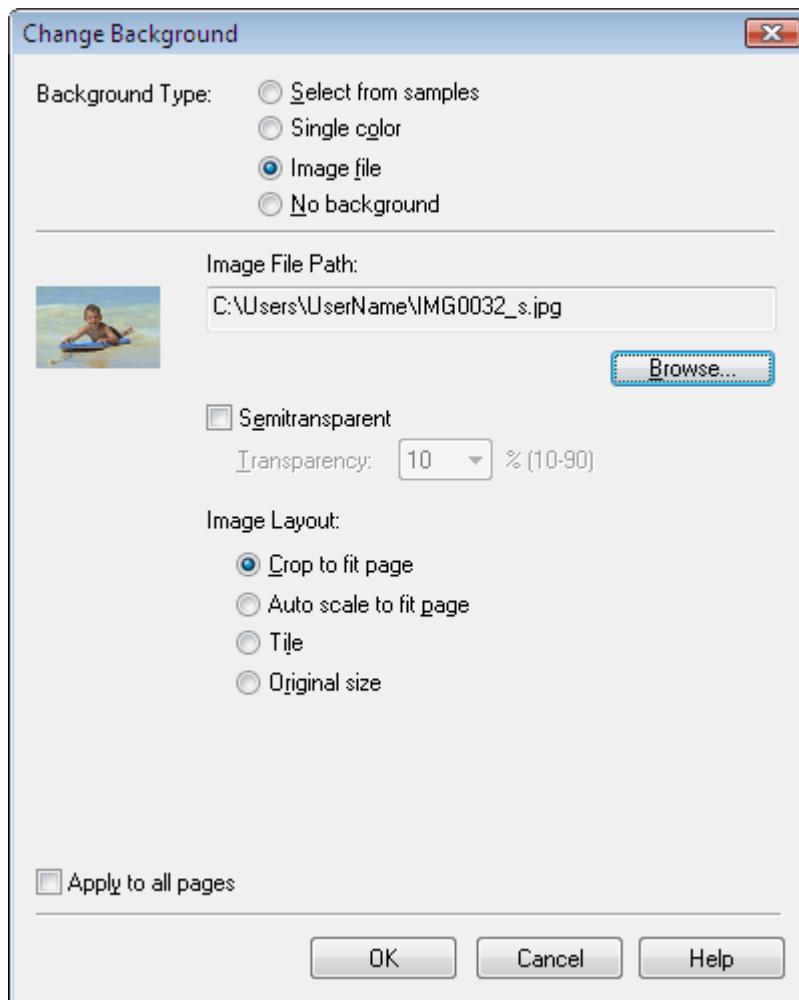 Change Background
Background Type:
Select from samples
Single color
Image file
No background
Image File Path:
C:\Users\UserName\IMG0032_s.jpg
Browse...
Semitransparent
Transparency: 10 % (10-90)
Image Layout:
Crop to fit page
Auto scale to fit page
Tile
Original size
Apply to all pages
OK Cancel Help